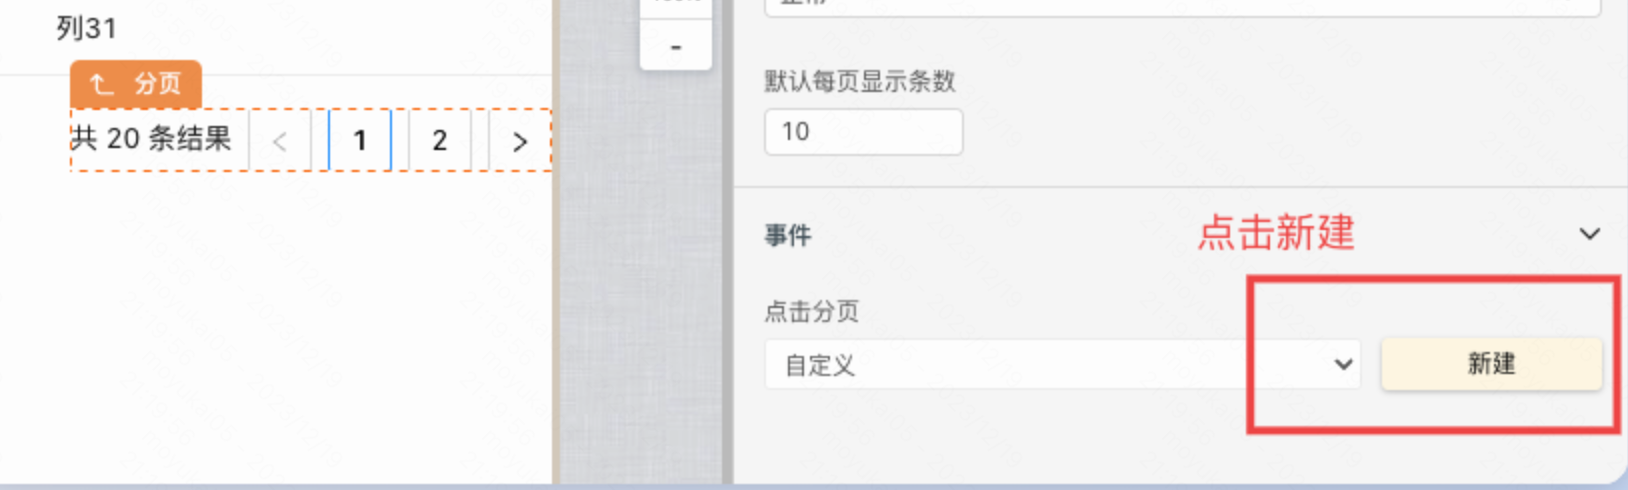 列31
分页
共 20 条结果 < 1 2 >
-
默认每页显示条数
10
事件
点击新建
点击分页
自定义
新建